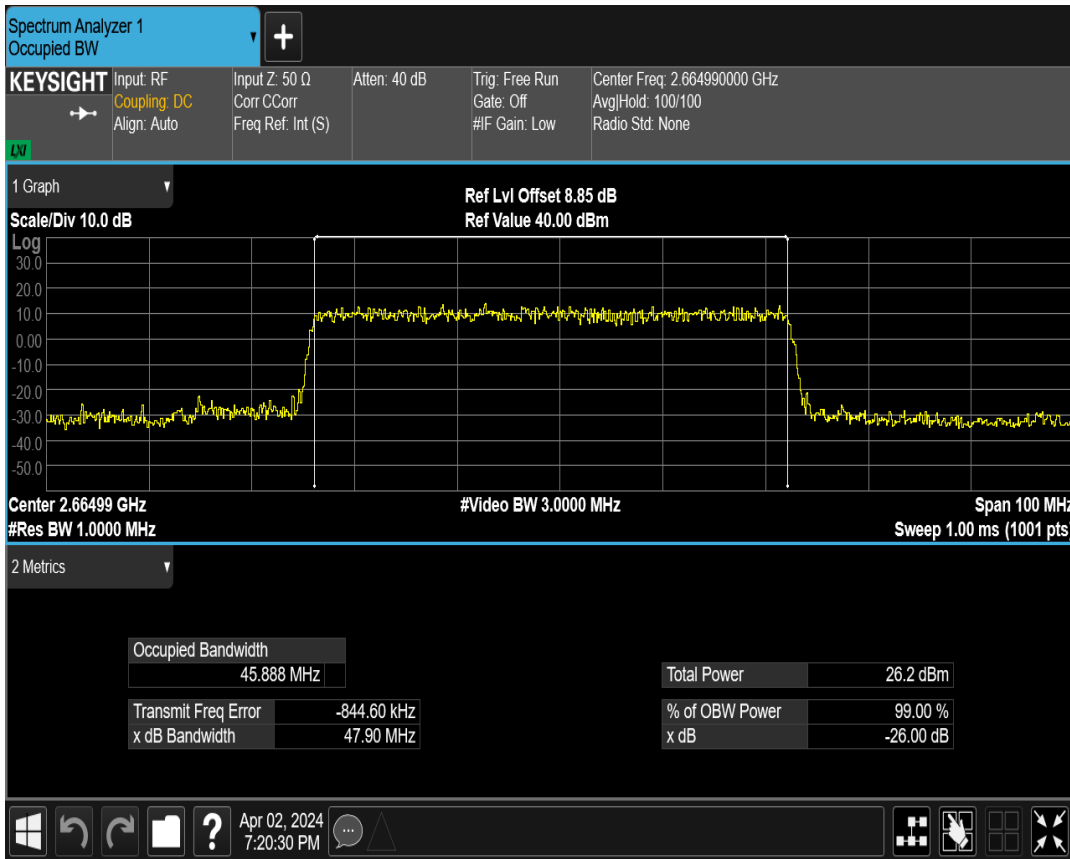 Spectrum Analyzer 1
Occupied BW
+
KEYSIGHT
LXI
Input: RF
Coupling: DC
Align: Auto
Input Z: 50 Ω
Corr CCorr
Freq Ref: Int (S)
Atten: 40 dB
Trig: Free Run
Gate: Off
#IF Gain: Low
Center Freq: 2.664990000 GHz
Avg|Hold: 100/100
Radio Std: None
1 Graph
Scale/Div 10.0 dB
Ref Lvl Offset 8.85 dB
Ref Value 40.00 dBm
Log
30.0
20.0
10.0
0.00
-10.0
-20.0
-30.0
-40.0
-50.0
Center 2.66499 GHz
#Video BW 3.0000 MHz
Span 100 MHz
#Res BW 1.0000 MHz
Sweep 1.00 ms (1001 pts)
2 Metrics
Occupied Bandwidth
45.888 MHz
Total Power 26.2 dBm
Transmit Freq Error -844.60 kHz
% of OBW Power 99.00 %
x dB Bandwidth 47.90 MHz
x dB -26.00 dB
?
Apr 02, 2024
7:20:30 PM